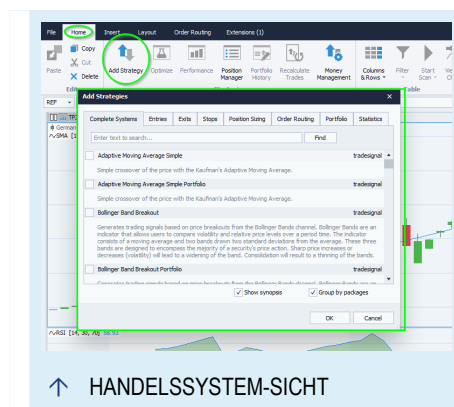 File Home Insert Layout Order Routing Extensions (1)
Copy
Cut
Paste Delete
Add Strategy Optimize Performance Position Manager Portfolio History Recalculate Trades Money Management Columns & Rows Filter Start Scan
Table
REF
Add Strategies
Complete Systems Entries Exits Stops Position Sizing Order Routing Portfolio Statistics
Enter text to search... Find
Adaptive Moving Average Simple tradesignal
Simple crossover of the price with the Kaufman's Adaptive Moving Average.
Adaptive Moving Average Simple Portfolio tradesignal
Simple crossover of the price with the Kaufman's Adaptive Moving Average.
Bollinger Band Breakout tradesignal
Generates trading signals based on price breakouts from the Bollinger Bands channel. Bollinger Bands are an
indicator that allows users to compare volatility and relative price levels over a period time. The indicator
consists of a moving average and two bands drawn two standard deviations from the average. These three
bands are designed to encompass the majority of a security's price action. Sharp price increases or
decreases (volatility) will lead to a widening of the band. Consolidation will result to a thinning of the bands.
Bollinger Band Breakout Portfolio tradesignal
Show synopsis Group by packages
OK Cancel
RSI [14, 30, 70] 56.93
↑ HANDELSSYSTEM-SICHT